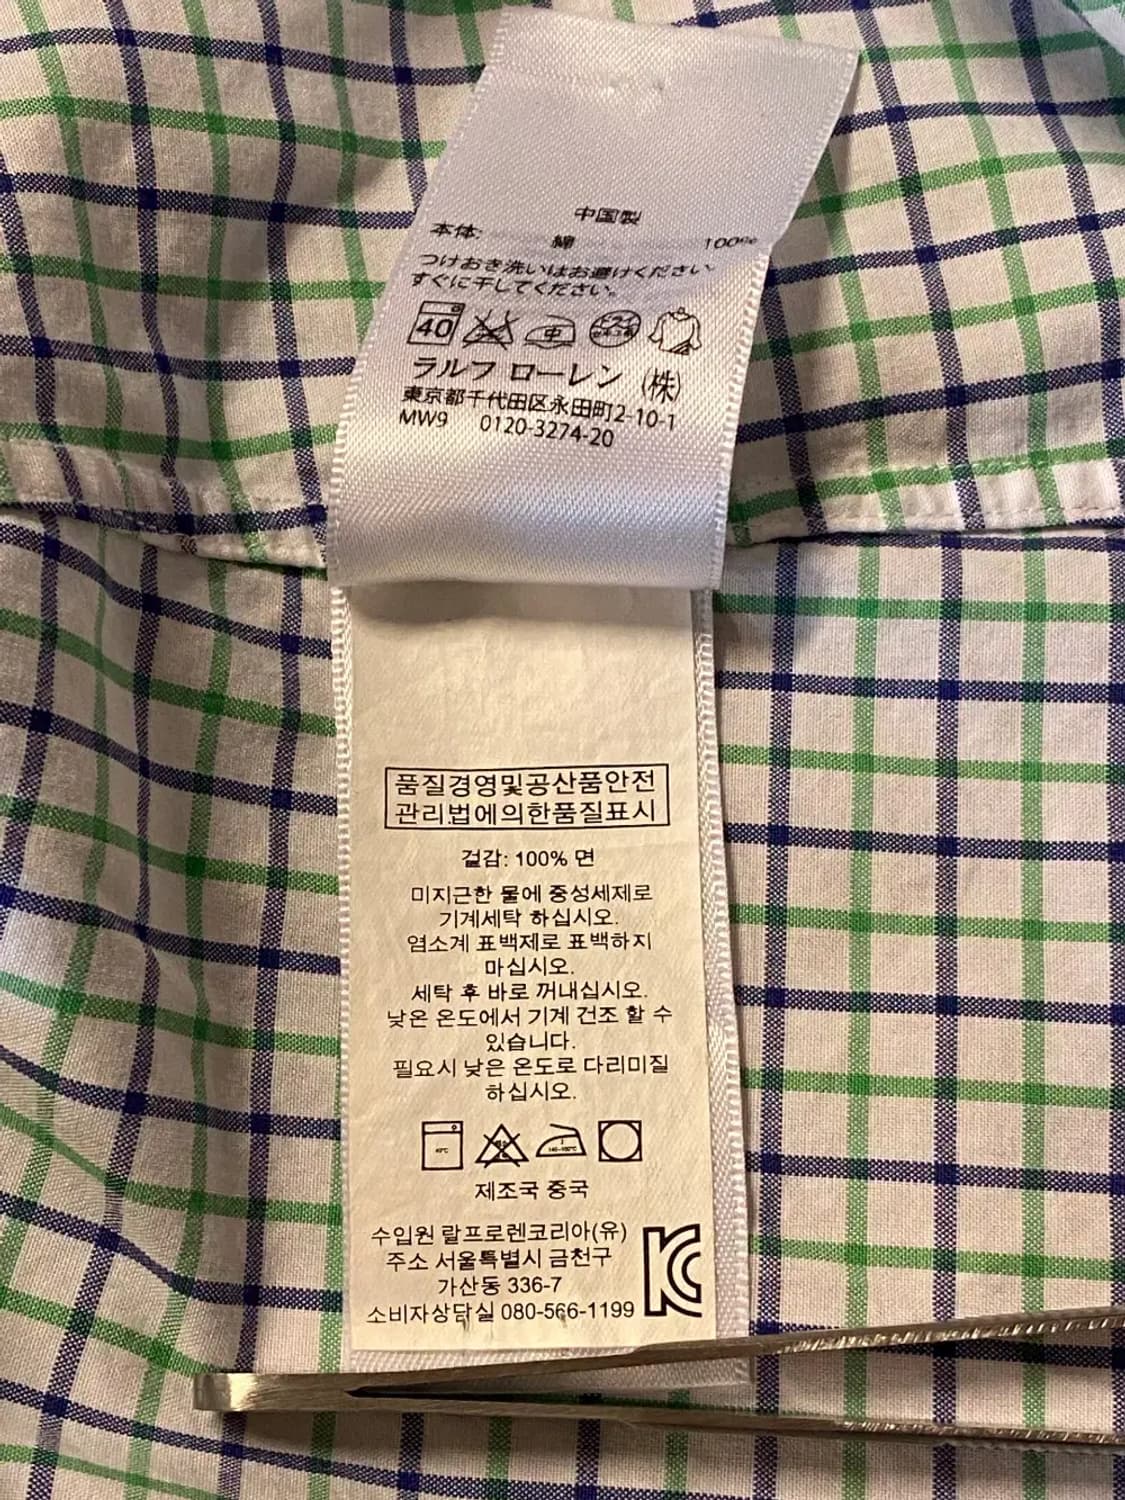 中国製
本体: 綿 100%
つけおき洗いはお避けください。
すぐに干してください。
40 中
ラルフ ローレン (株)
東京都千代田区永田町2-10-1
MW9 0120-3274-20
품질경영및공산품안전
관리법에의한품질표시
겉감: 100% 면
미지근한 물에 중성세제로
기계세탁 하십시오.
염소계 표백제로 표백하지
마십시오.
세탁 후 바로 꺼내십시오.
낮은 온도에서 기계 건조 할 수
있습니다.
필요시 낮은 온도로 다리미질
하십시오.
제조국 중국
수입원 랄프로렌코리아(유)
주소 서울특별시 금천구
가산동 336-7
소비자상담실 080-566-1199